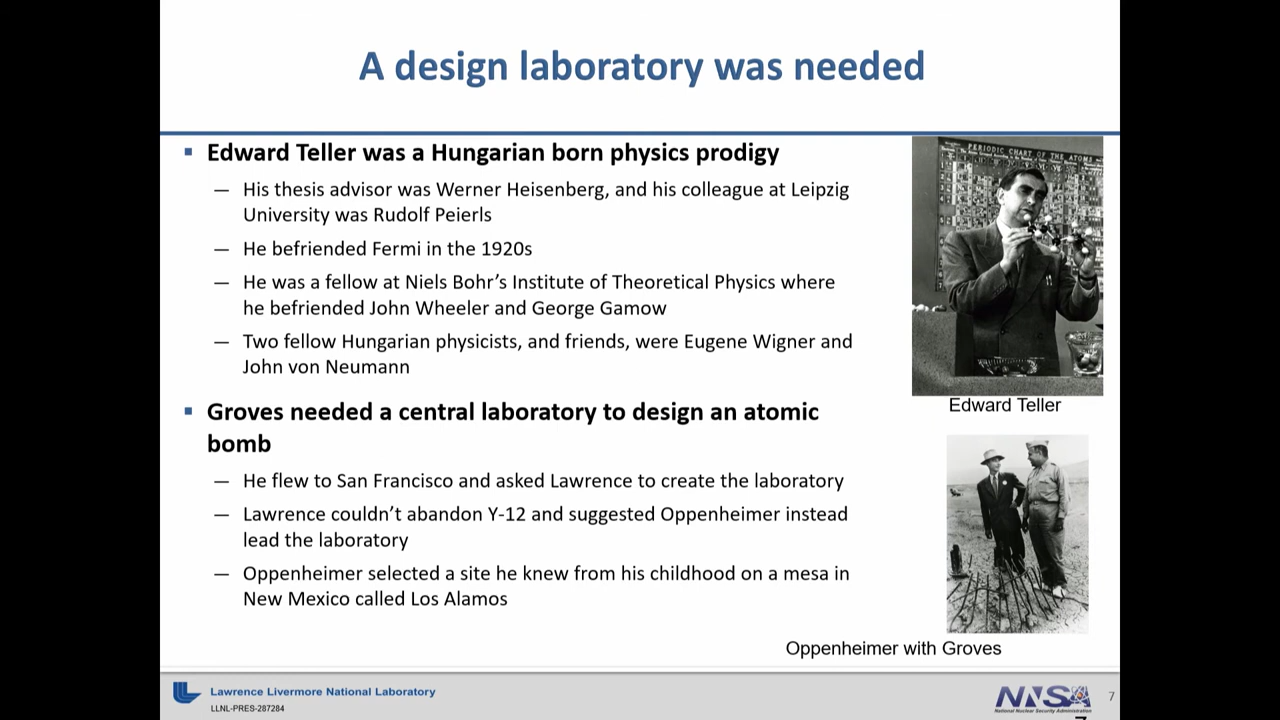 A design laboratory was needed
▪ Edward Teller was a Hungarian born physics prodigy
— His thesis advisor was Werner Heisenberg, and his colleague at Leipzig
University was Rudolf Peierls
— He befriended Fermi in the 1920s
— He was a fellow at Niels Bohr’s Institute of Theoretical Physics where
he befriended John Wheeler and George Gamow
— Two fellow Hungarian physicists, and friends, were Eugene Wigner and
John von Neumann
▪ Groves needed a central laboratory to design an atomic
bomb
— He flew to San Francisco and asked Lawrence to create the laboratory
— Lawrence couldn’t abandon Y-12 and suggested Oppenheimer instead
lead the laboratory
— Oppenheimer selected a site he knew from his childhood on a mesa in
New Mexico called Los Alamos
PERIODIC CHART OF THE ATOMS
Edward Teller
Oppenheimer with Groves
Lawrence Livermore National Laboratory
LLNL-PRES-287284
NNSA
National Nuclear Security Administration
7